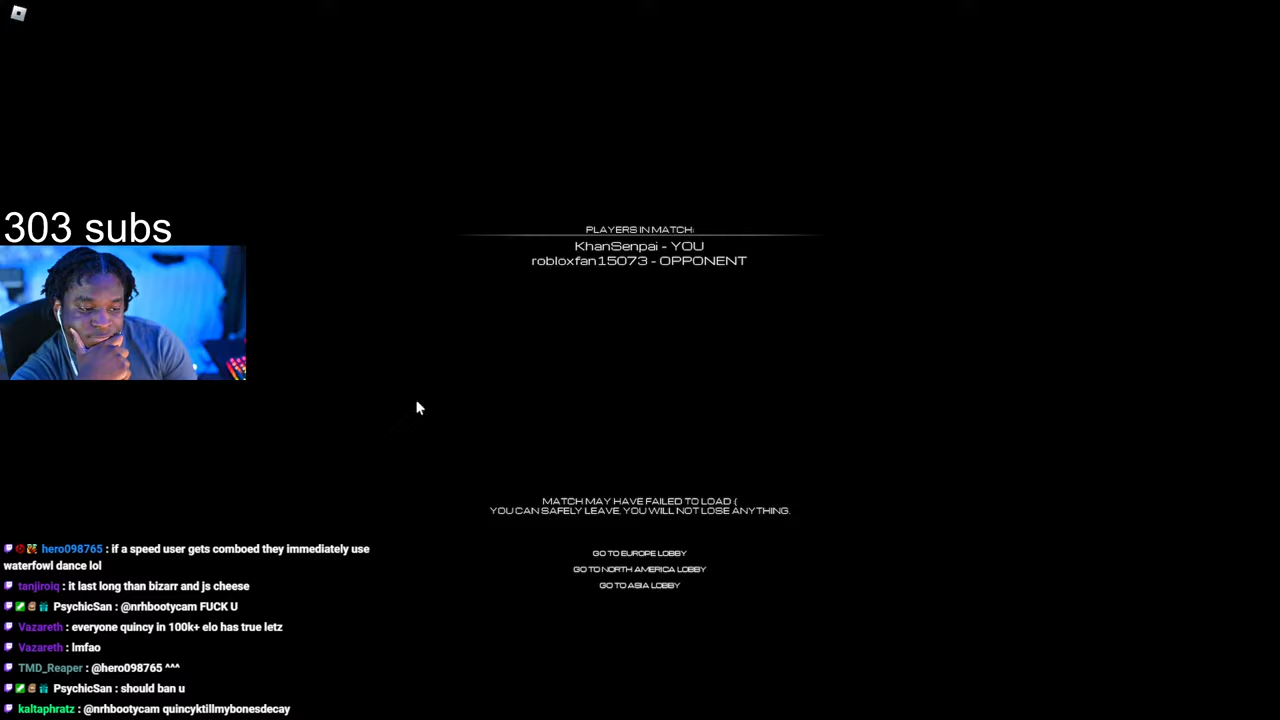 303 subs
PLAYERS IN MATCH:
KhanSenpai - YOU
robloxfan15073 - OPPONENT
MATCH MAY HAVE FAILED TO LOAD :(
YOU CAN SAFELY LEAVE, YOU WILL NOT LOSE ANYTHING.
GO TO EUROPE LOBBY
GO TO NORTH AMERICA LOBBY
GO TO ASIA LOBBY
hero098765 : if a speed user gets comboed they immediately use
waterfowl dance lol
tanjiroiq : it last long than bizarr and js cheese
PsychicSan : @nrhbootycam FUCK U
Vazareth : everyone quincy in 100k+ elo has true letz
Vazareth : lmfao
TMD_Reaper : @hero098765 ^^^
PsychicSan : should ban u
kaltaphratz : @nrhbootycam quincyktillmybonesdecay